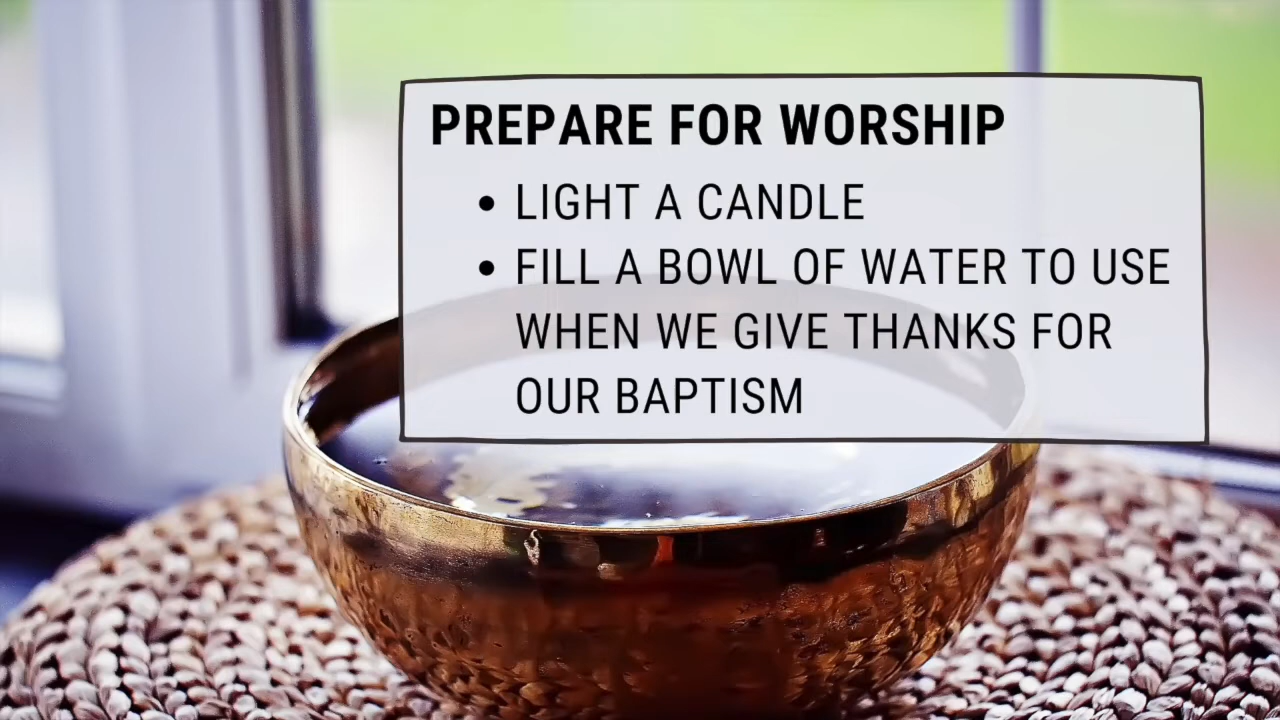 PREPARE FOR WORSHIP
• LIGHT A CANDLE
• FILL A BOWL OF WATER TO USE
WHEN WE GIVE THANKS FOR
OUR BAPTISM